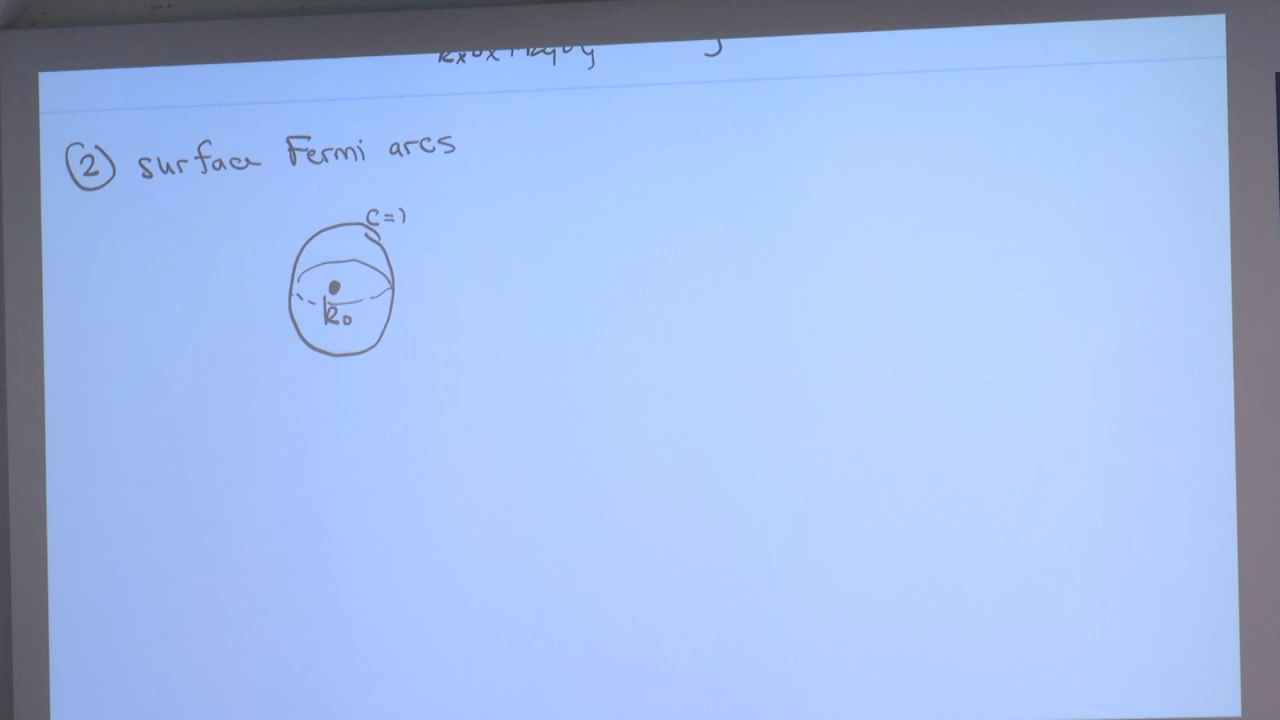 ② surface Fermi arcs
C=1
k₀